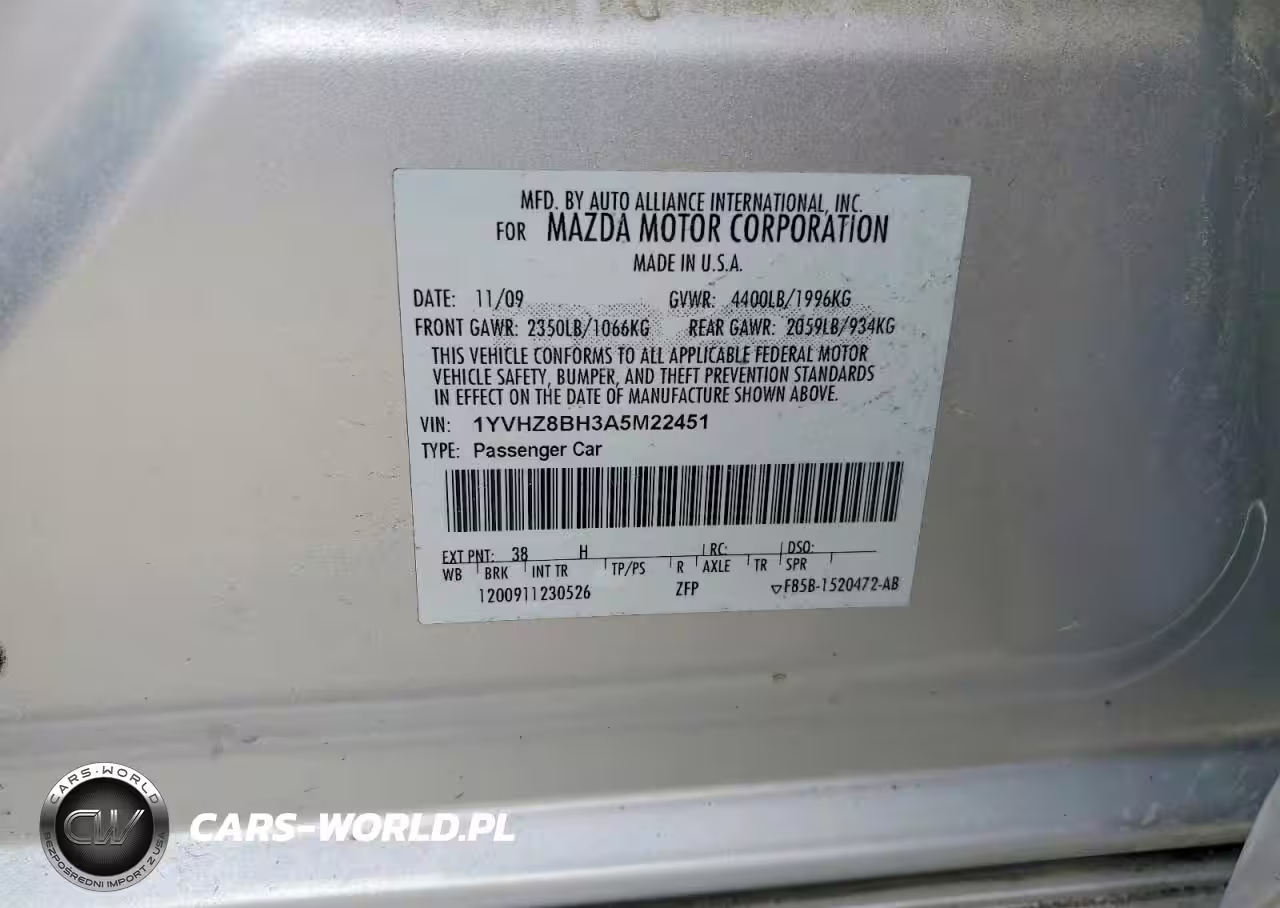 MFD. BY AUTO ALLIANCE INTERNATIONAL, INC.
FOR MAZDA MOTOR CORPORATION
MADE IN U.S.A.
DATE: 11/09 GVWR: 4400LB/1996KG
FRONT GAWR: 2350LB/1066KG REAR GAWR: 2059LB/934KG
THIS VEHICLE CONFORMS TO ALL APPLICABLE FEDERAL MOTOR
VEHICLE SAFETY, BUMPER, AND THEFT PREVENTION STANDARDS
IN EFFECT ON THE DATE OF MANUFACTURE SHOWN ABOVE.
VIN: 1YVHZ8BH3A5M22451
TYPE: Passenger Car
EXT PNT: 38 H RC: DSO:
WB BRK INT TR TP/PS R AXLE TR SPR
1200911230526 ZFP F85B-1520472-AB
CARS-WORLD
CW
BEZPOŚREDNI IMPORT Z USA
CARS-WORLD.PL